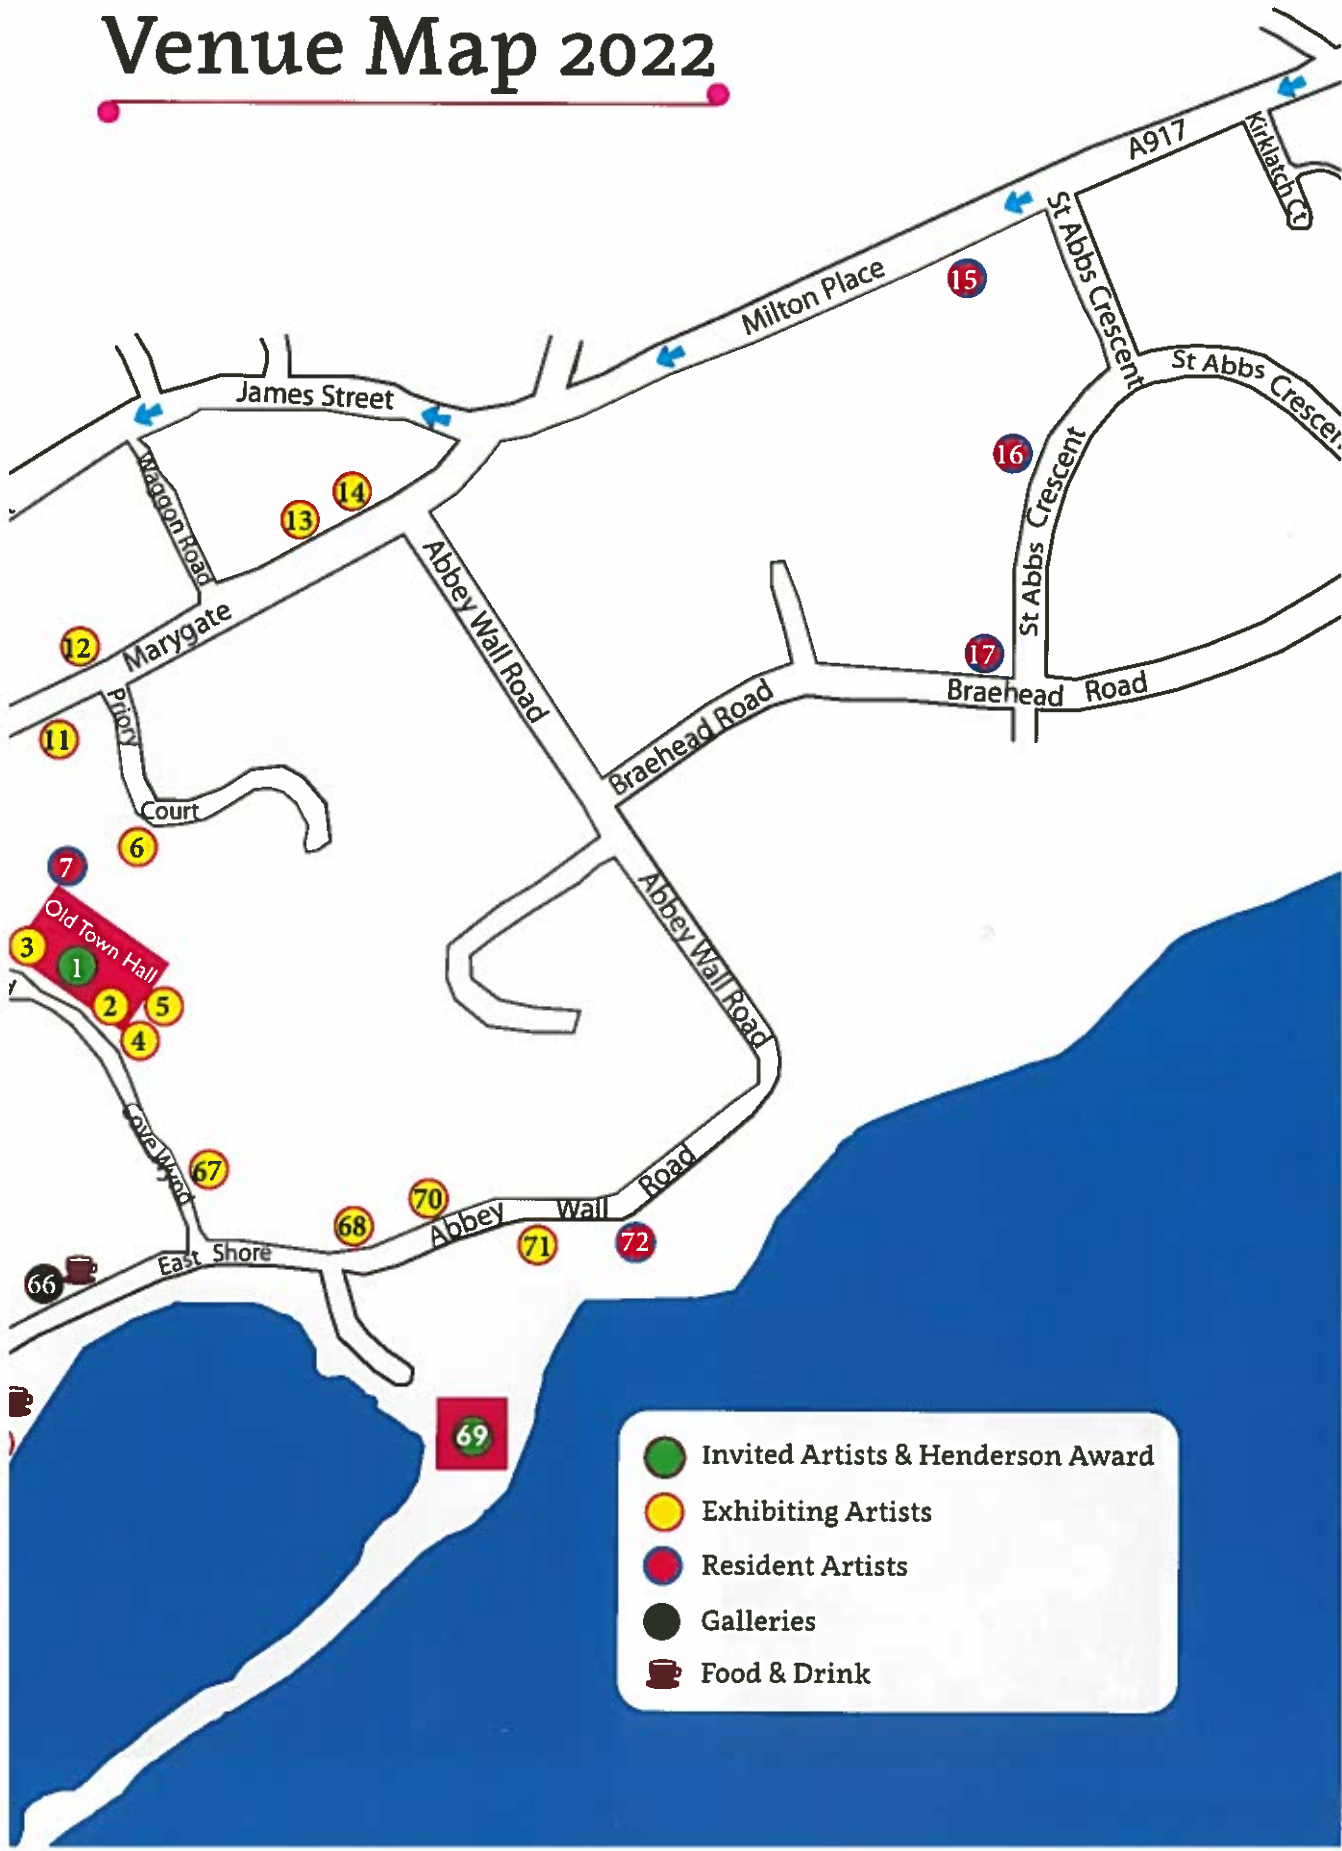 Venue Map 2022
A917
Kirklatch Ct
St Abbs Crescent
Milton Place
15
St Abbs Crescen
James Street
16
St Abbs Crescent
Waggon Road
14
13
Abbey Wall Road
12
Marygate
17
Braehead Road
Braehead Road
Priory
11
Court
6
7
Old Town Hall
3
1
2
5
4
y
Abbey Wall Road
Cove Wynd
67
70
68
Abbey Wall Road
71
72
East Shore
66
69
Invited Artists & Henderson Award
Exhibiting Artists
Resident Artists
Galleries
Food & Drink